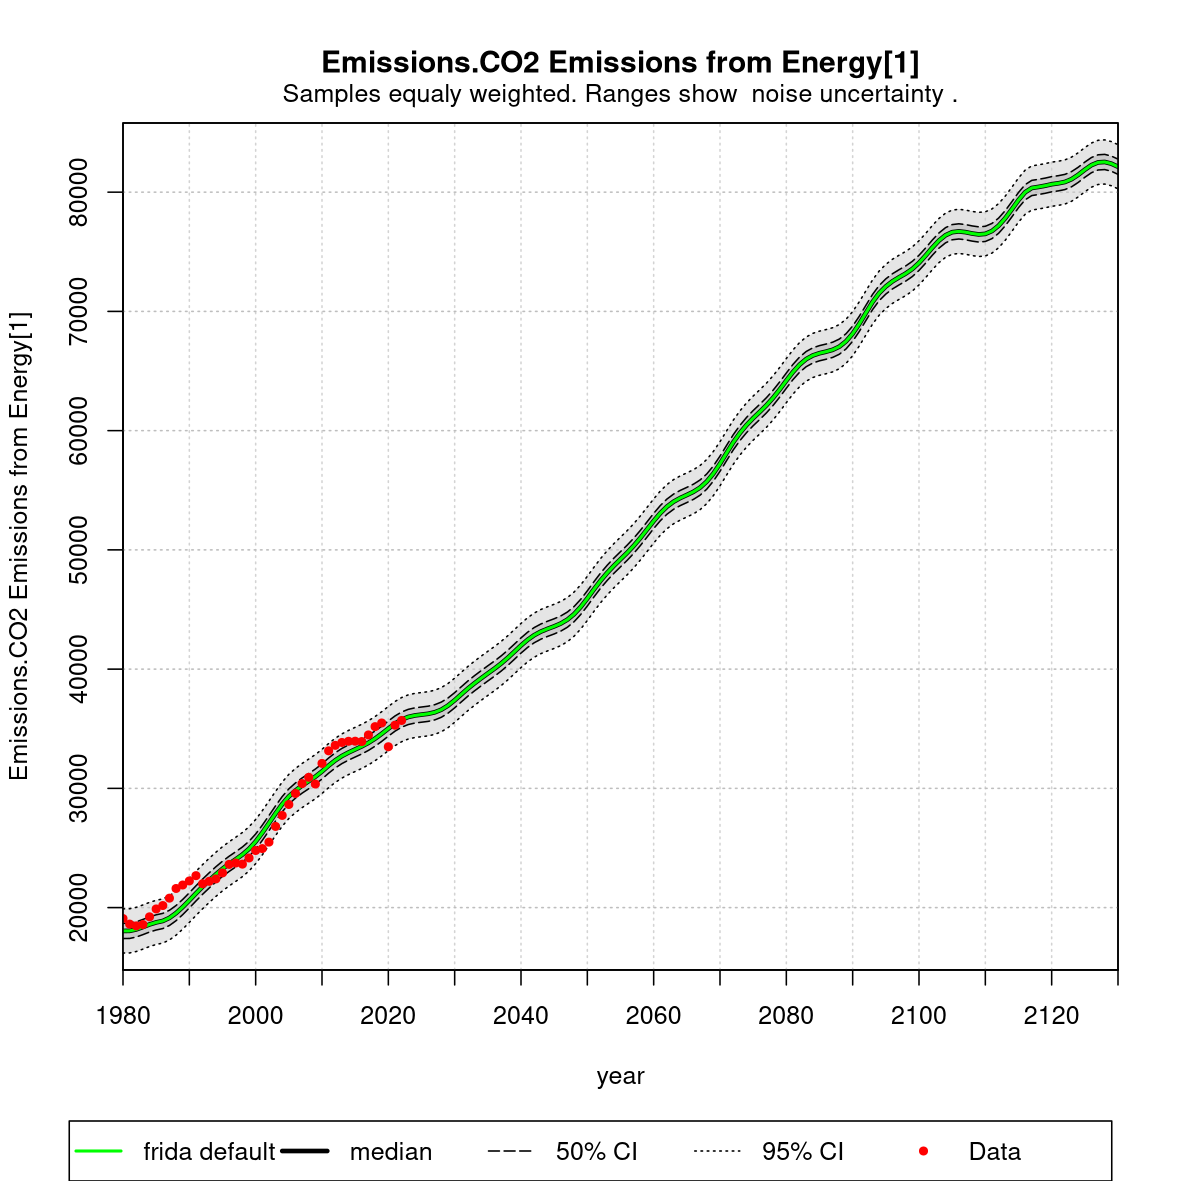 Emissions.CO2 Emissions from Energy[1]
Samples equaly weighted. Ranges show  noise uncertainty .
Emissions.CO2 Emissions from Energy[1]
80000
70000
60000
50000
40000
30000
20000
1980 2000 2020 2040 2060 2080 2100 2120
year
frida default median 50% CI 95% CI Data